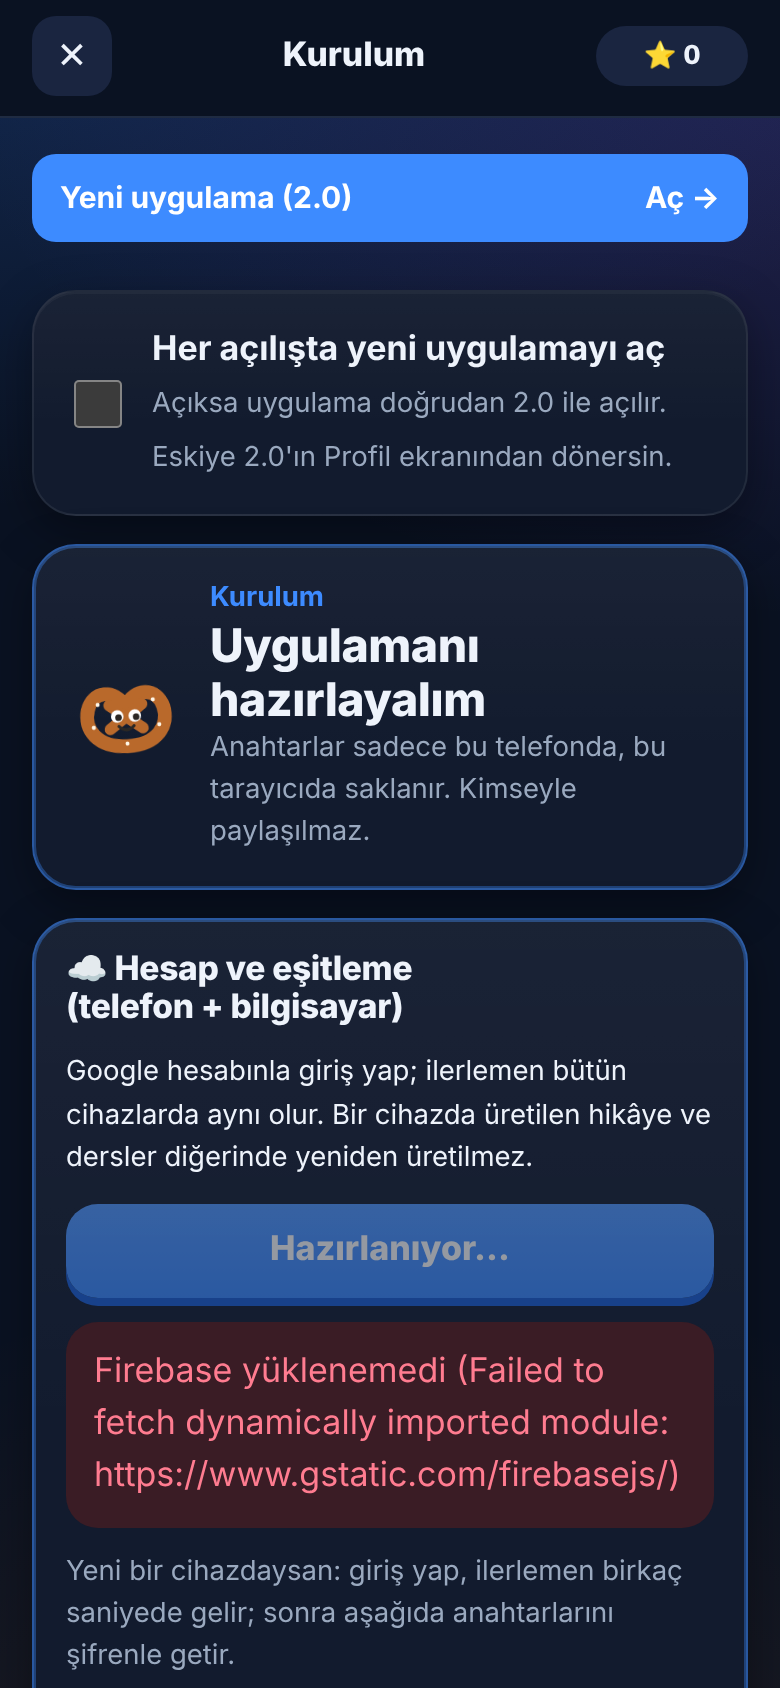 ✕ Kurulum ⭐ 0
Yeni uygulama (2.0) Aç →
Her açılışta yeni uygulamayı aç
Açıksa uygulama doğrudan 2.0 ile açılır.
Eskiye 2.0'ın Profil ekranından dönersin.
Kurulum
Uygulamanı
hazırlayalım
Anahtarlar sadece bu telefonda, bu
tarayıcıda saklanır. Kimseyle
paylaşılmaz.
☁️ Hesap ve eşitleme
(telefon + bilgisayar)
Google hesabınla giriş yap; ilerlemen bütün
cihazlarda aynı olur. Bir cihazda üretilen hikâye ve
dersler diğerinde yeniden üretilmez.
Hazırlanıyor...
Firebase yüklenemedi (Failed to
fetch dynamically imported module:
https://www.gstatic.com/firebasejs/)
Yeni bir cihazdaysan: giriş yap, ilerlemen birkaç
saniyede gelir; sonra aşağıda anahtarlarını
şifrenle getir.